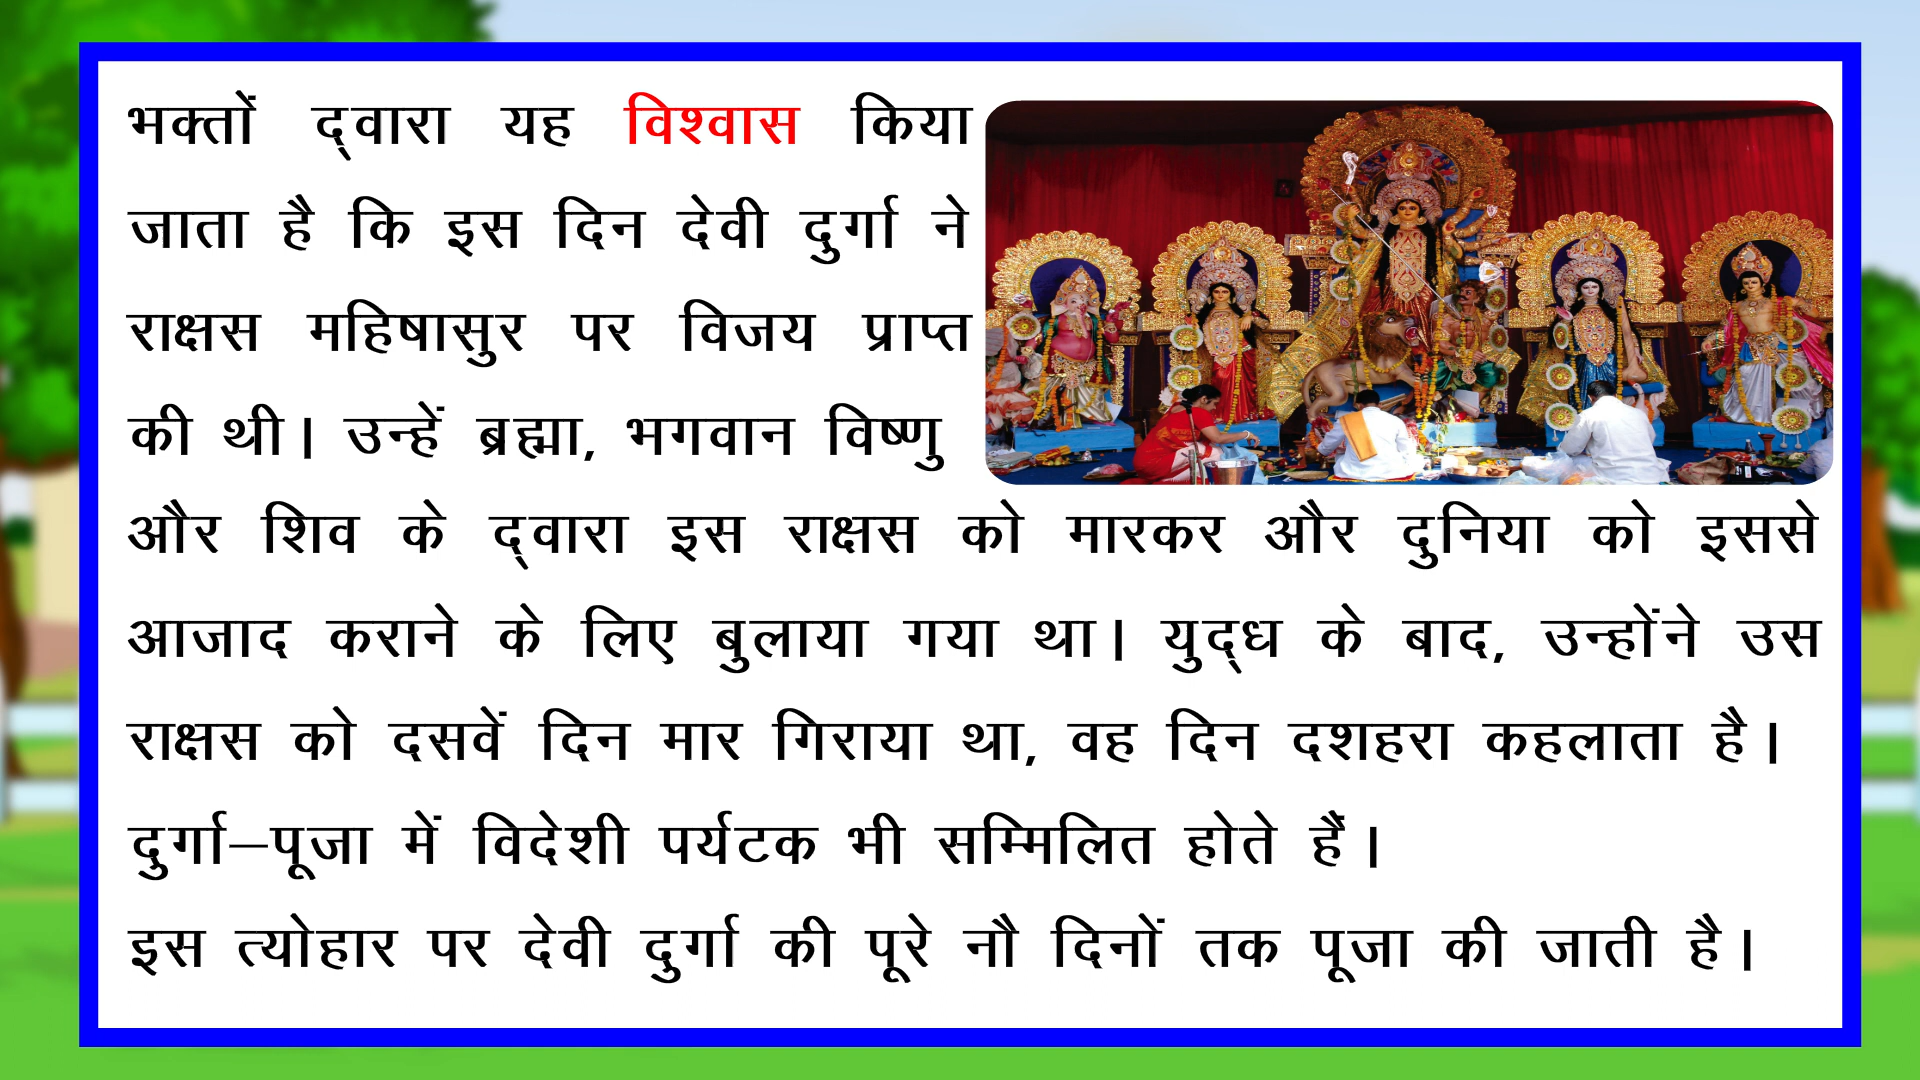 भक्तों द्वारा यह विश्वास किया
जाता है कि इस दिन देवी दुर्गा ने
राक्षस महिषासुर पर विजय प्राप्त
की थी। उन्हें ब्रह्मा, भगवान विष्णु
और शिव के द्वारा इस राक्षस को मारकर और दुनिया को इससे
आजाद कराने के लिए बुलाया गया था। युद्ध के बाद, उन्होंने उस
राक्षस को दसवें दिन मार गिराया था, वह दिन दशहरा कहलाता है।
दुर्गा–पूजा में विदेशी पर्यटक भी सम्मिलित होते हैं।
इस त्योहार पर देवी दुर्गा की पूरे नौ दिनों तक पूजा की जाती है।